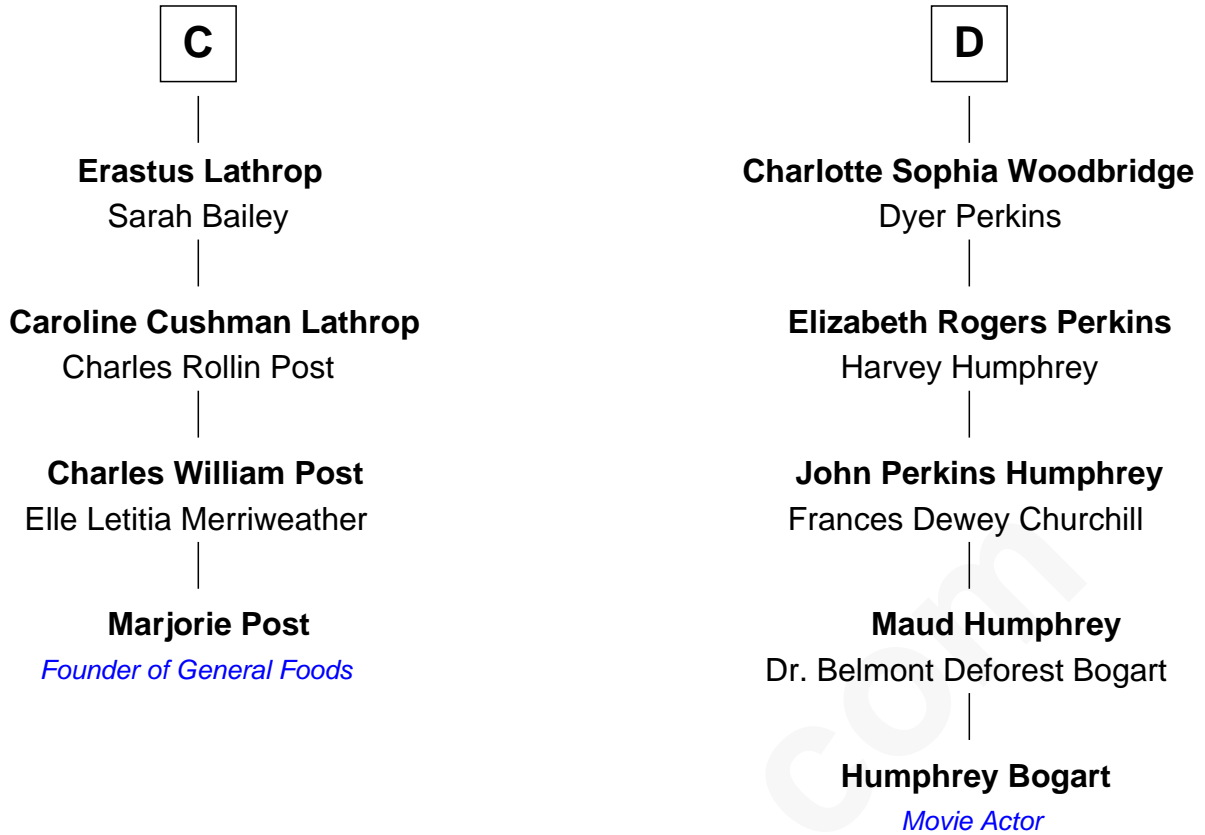 C
Erastus Lathrop
Sarah Bailey
Caroline Cushman Lathrop
Charles Rollin Post
Charles William Post
Elle Letitia Merriweather
Marjorie Post
Founder of General Foods
D
Charlotte Sophia Woodbridge
Dyer Perkins
Elizabeth Rogers Perkins
Harvey Humphrey
John Perkins Humphrey
Frances Dewey Churchill
Maud Humphrey
Dr. Belmont Deforest Bogart
Humphrey Bogart
Movie Actor
com